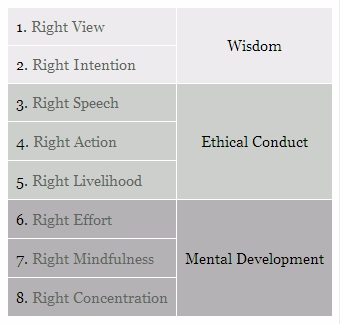 1. Right View
2. Right Intention
Wisdom
3. Right Speech
4. Right Action
5. Right Livelihood
Ethical Conduct
6. Right Effort
7. Right Mindfulness
8. Right Concentration
Mental Development